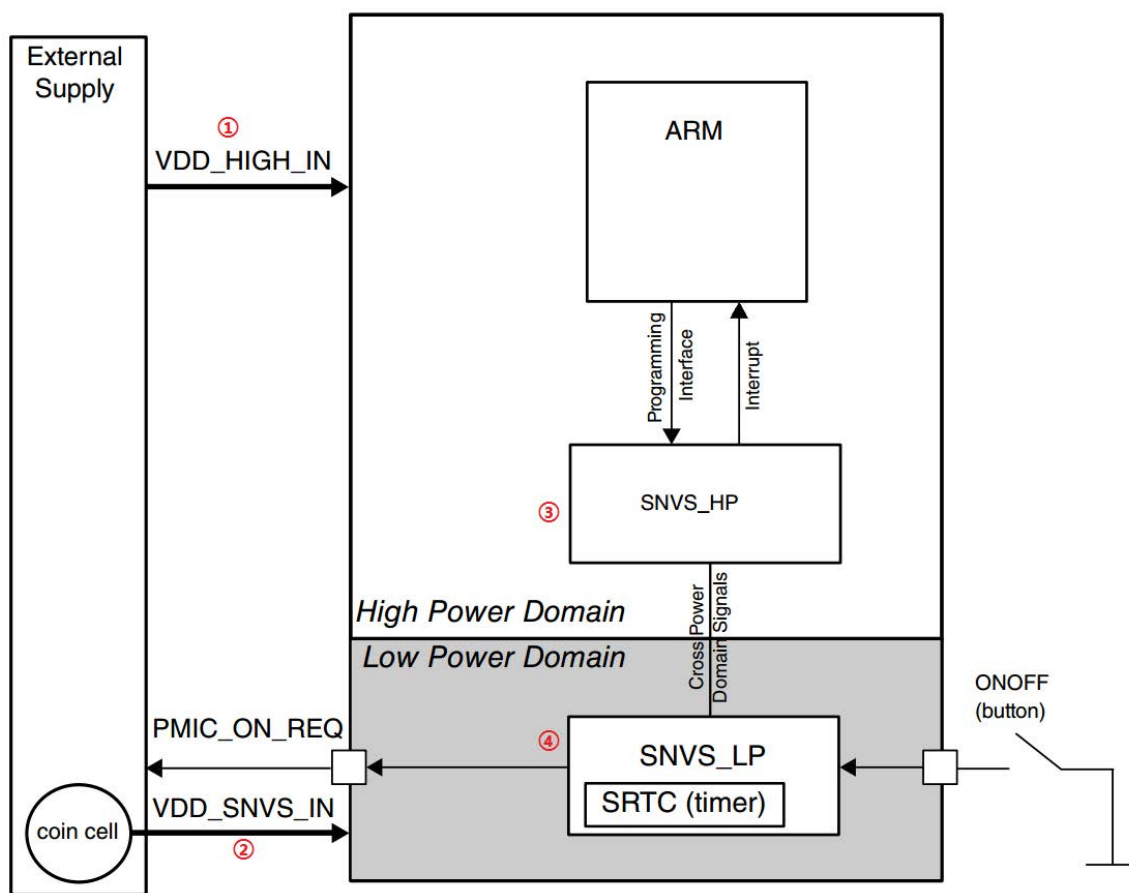 External
Supply
①
VDD_HIGH_IN
ARM
Programming
Interface
Interrupt
③
SNVS_HP
High Power Domain
Cross Power
Domain Signals
Low Power Domain
ONOFF
(button)
PMIC_ON_REQ
④
SNVS_LP
SRTC (timer)
coin cell
VDD_SNVS_IN
②